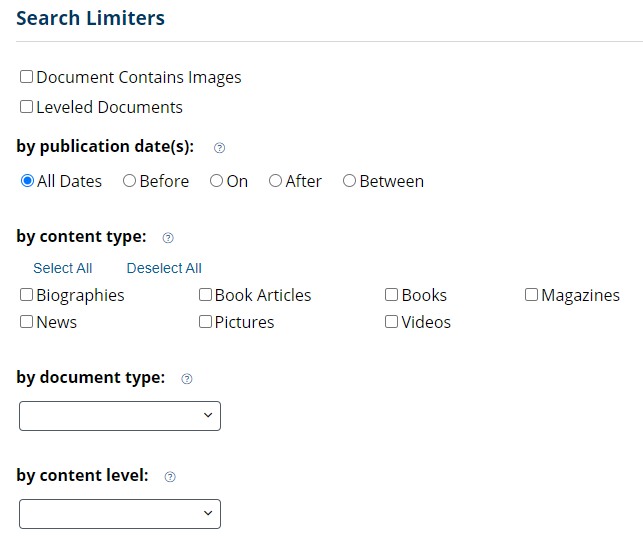 Search Limiters
Document Contains Images
Leveled Documents
by publication date(s): ?
All Dates Before On After Between
by content type: ?
Select All Deselect All
Biographies Book Articles Books Magazines
News Pictures Videos
by document type: ?
by content level: ?